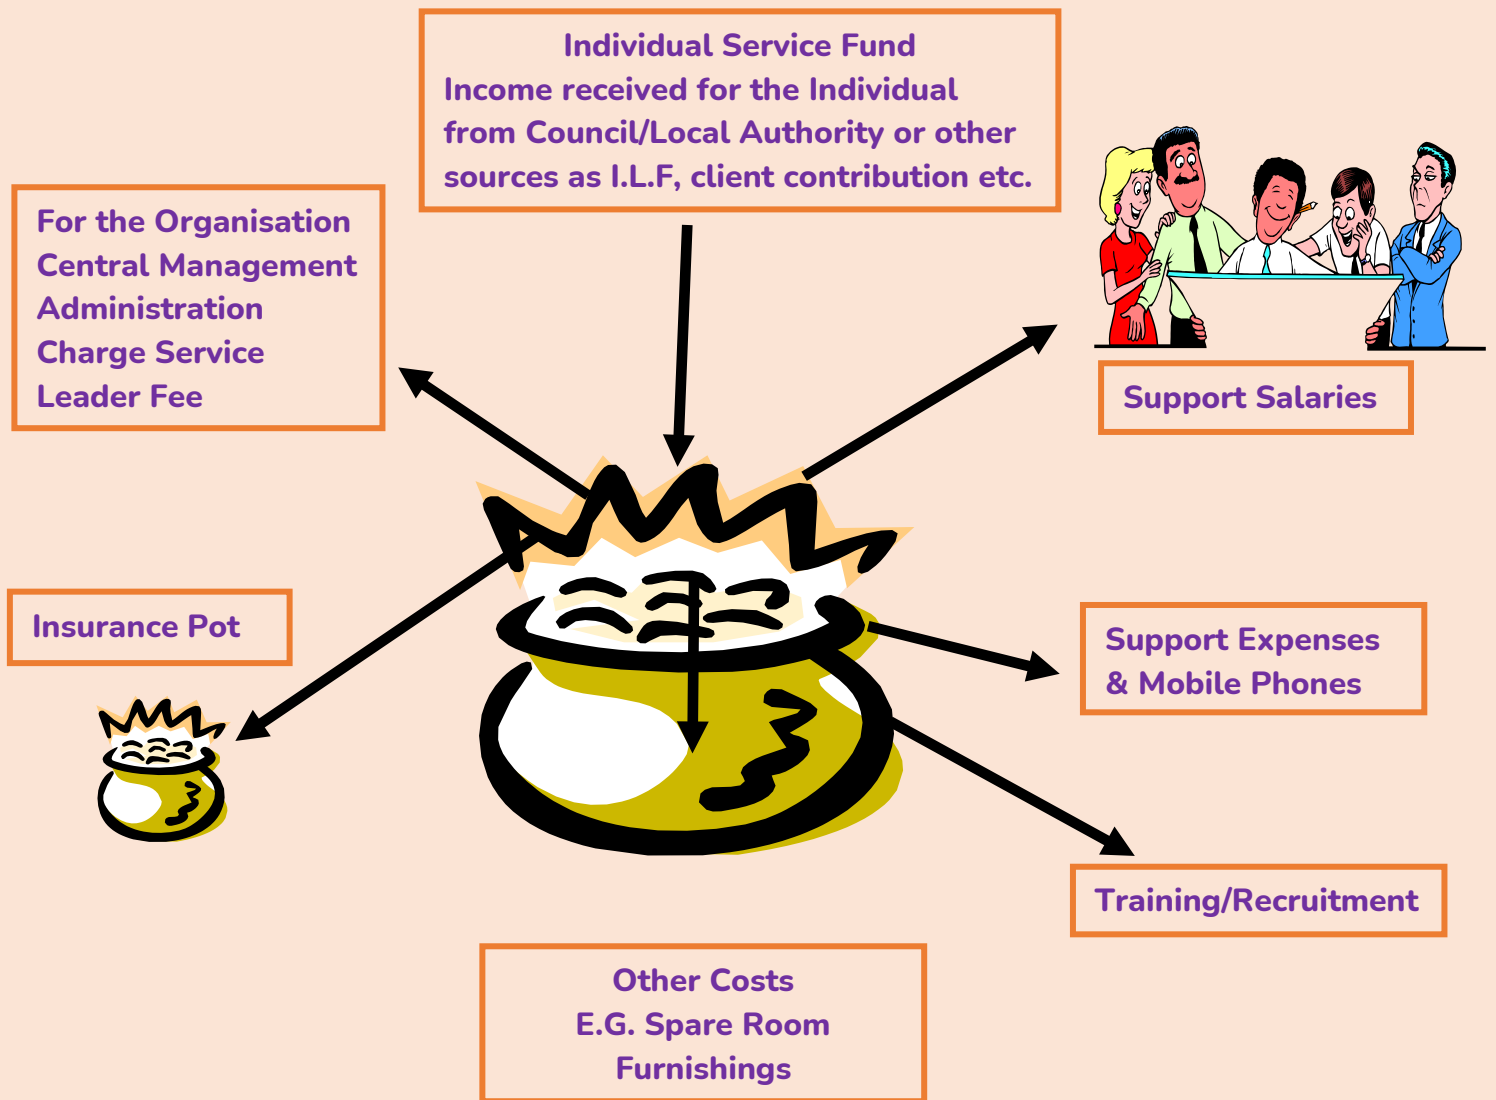 Individual Service Fund
Income received for the Individual
from Council/Local Authority or other
sources as I.L.F, client contribution etc.
For the Organisation
Central Management
Administration
Charge Service
Leader Fee
Support Salaries
Insurance Pot
Support Expenses
& Mobile Phones
Training/Recruitment
Other Costs
E.G. Spare Room
Furnishings